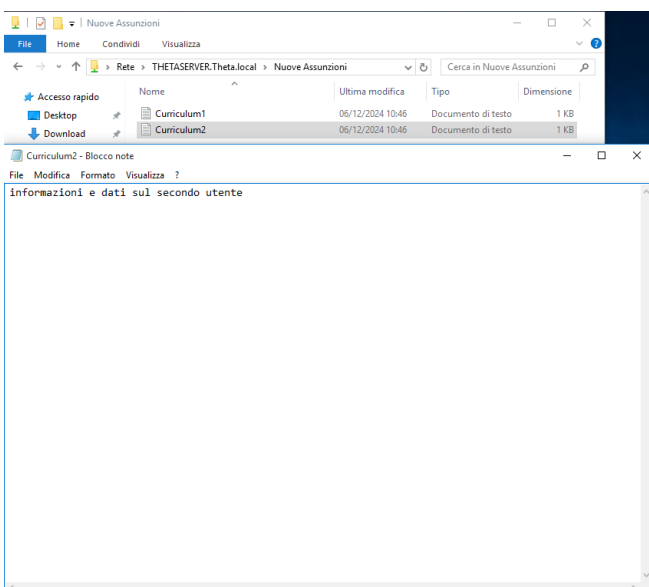 Nuove Assunzioni
File Home Condividi Visualizza
Rete > THETASERVER.Theta.local > Nuove Assunzioni Cerca in Nuove Assunzioni
Accesso rapido Nome Ultima modifica Tipo Dimensione
Desktop Curriculum1 06/12/2024 10:46 Documento di testo 1 KB
Download Curriculum2 06/12/2024 10:46 Documento di testo 1 KB
Curriculum2 - Blocco note
File Modifica Formato Visualizza ?
informazioni e dati sul secondo utente